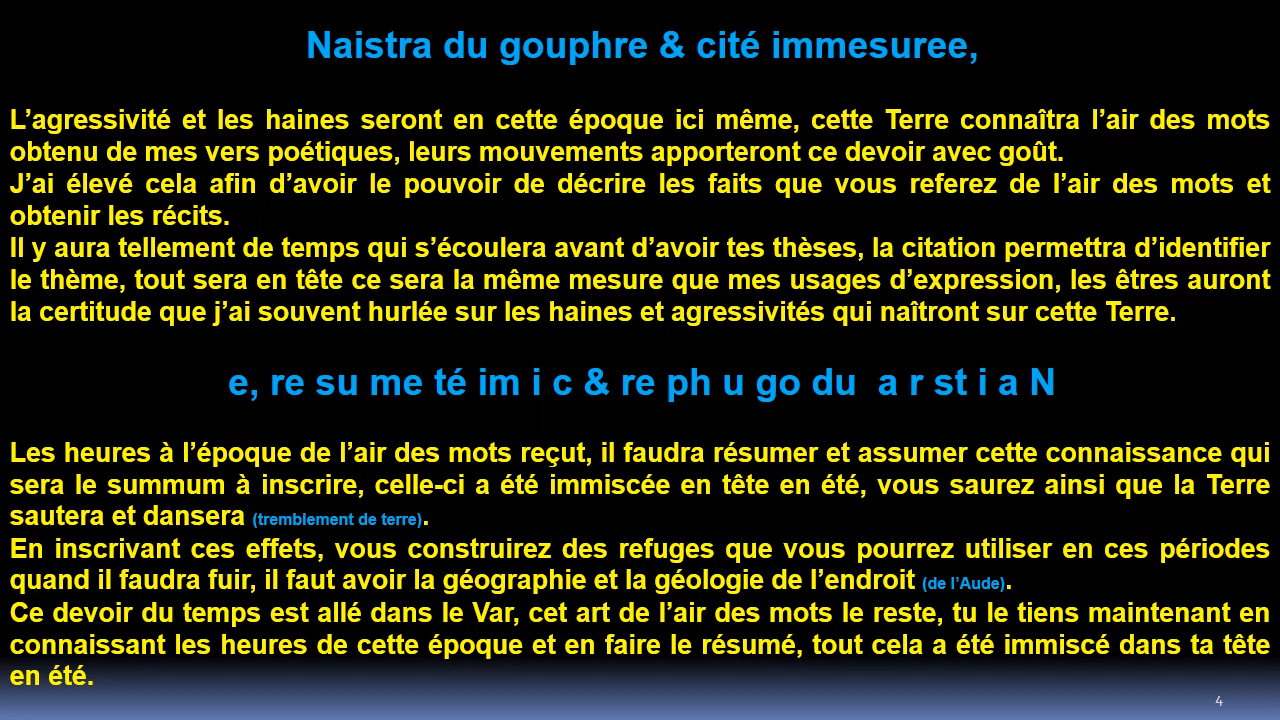 Naistra du gouphre & cité immesuree,
L’agressivité et les haines seront en cette époque ici même, cette Terre connaîtra l’air des mots
obtenu de mes vers poétiques, leurs mouvements apporteront ce devoir avec goût.
J’ai élevé cela afin d’avoir le pouvoir de décrire les faits que vous referez de l’air des mots et
obtenir les récits.
Il y aura tellement de temps qui s’écoulera avant d’avoir tes thèses, la citation permettra d’identifier
le thème, tout sera en tête ce sera la même mesure que mes usages d’expression, les êtres auront
la certitude que j’ai souvent hurlée sur les haines et agressivités qui naîtront sur cette Terre.
e, re su me té im i c & re ph u go du a r st i a N
Les heures à l’époque de l’air des mots reçut, il faudra résumer et assumer cette connaissance qui
sera le summum à inscrire, celle-ci a été immiscée en tête en été, vous saurez ainsi que la Terre
sautera et dansera (tremblement de terre).
En inscrivant ces effets, vous construirez des refuges que vous pourrez utiliser en ces périodes
quand il faudra fuir, il faut avoir la géographie et la géologie de l’endroit (de l’Aude).
Ce devoir du temps est allé dans le Var, cet art de l’air des mots le reste, tu le tiens maintenant en
connaissant les heures de cette époque et en faire le résumé, tout cela a été immiscé dans ta tête
en été.
4